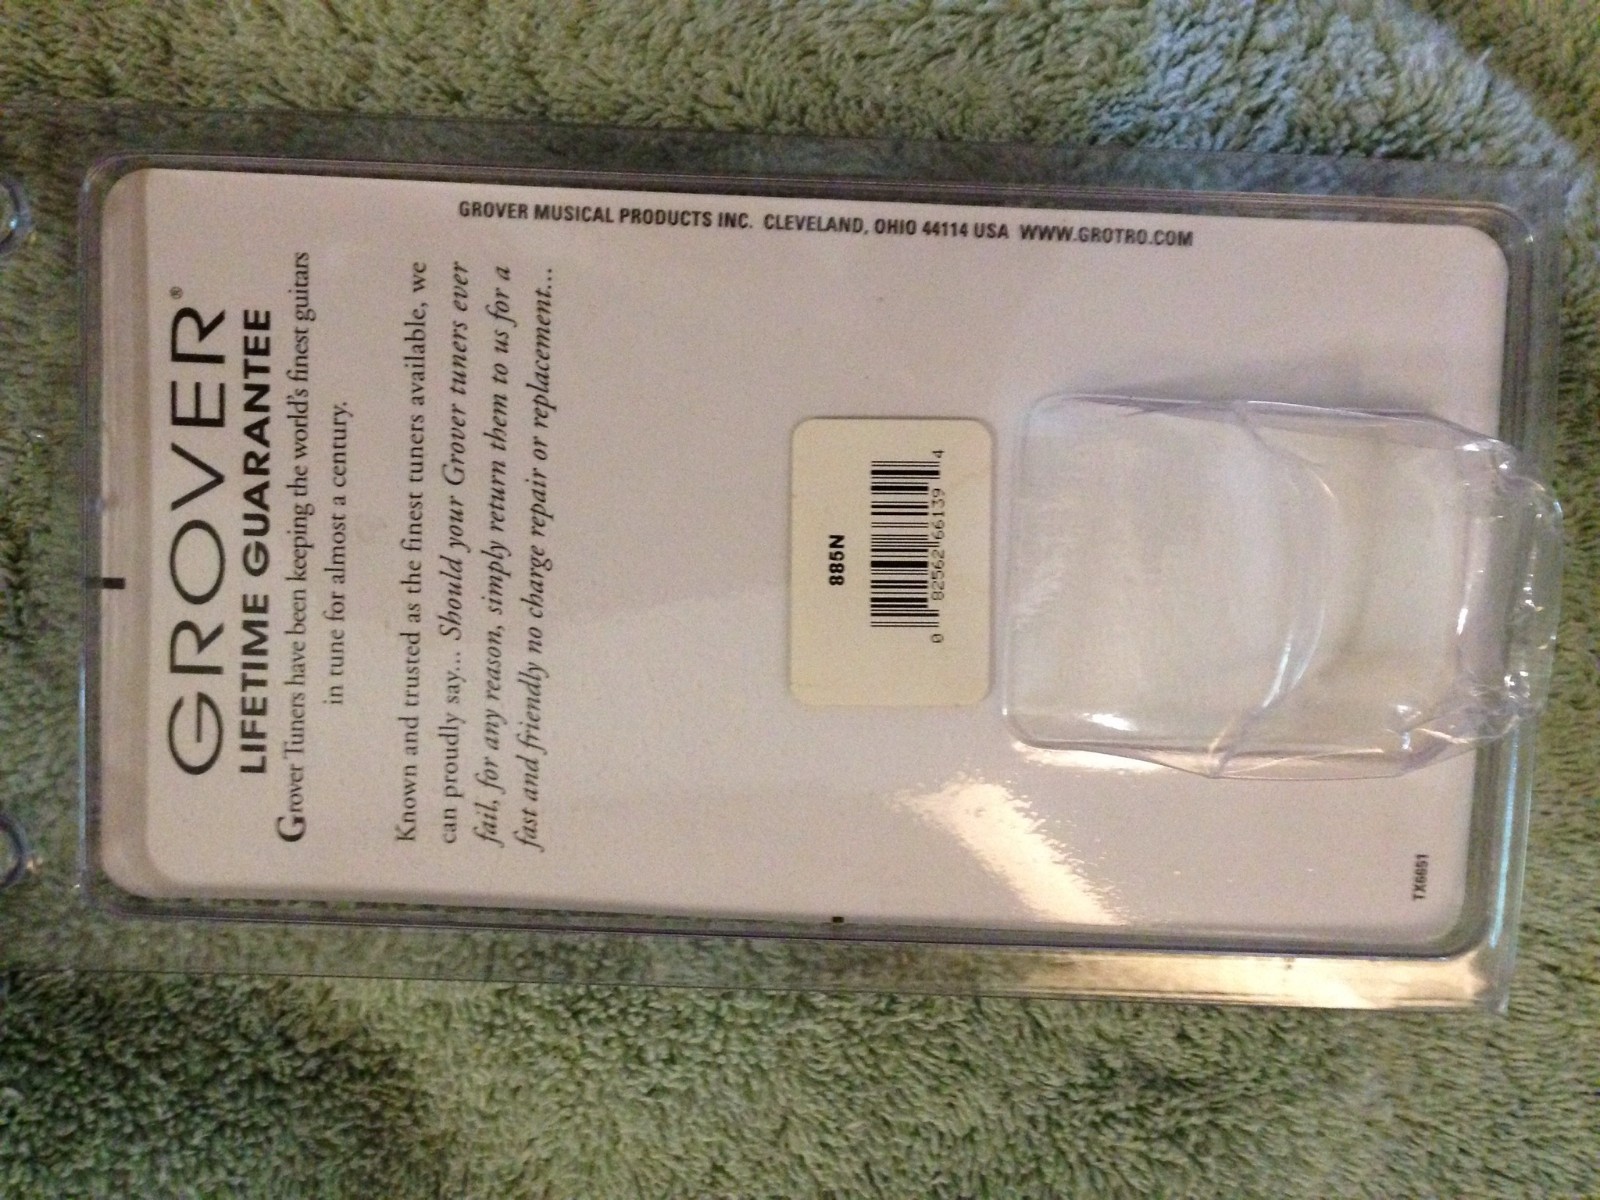 GROVER®
LIFETIME GUARANTEE
Grover Tuners have been keeping the world's finest guitars
in tune for almost a century.
Known and trusted as the finest tuners available, we
can proudly say... Should your Grover tuners ever
fail, for any reason, simply return them to us for a
fast and friendly no charge repair or replacement...
885N
0 82562 66139 4
TX6651
GROVER MUSICAL PRODUCTS INC. CLEVELAND, OHIO 44114 USA WWW.GROTRO.COM